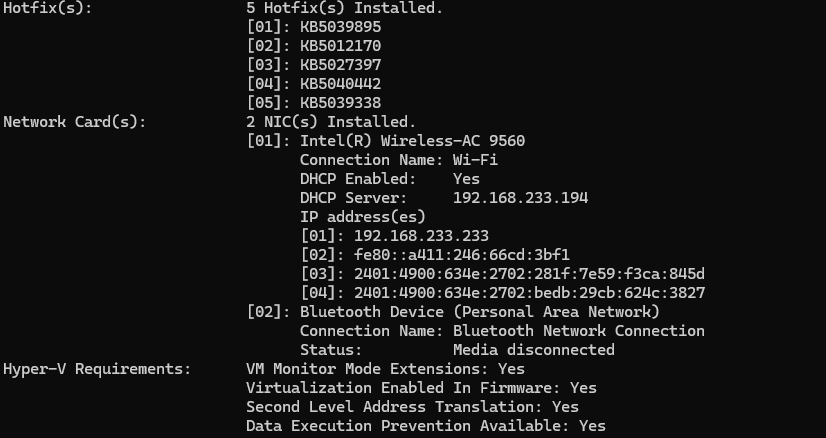 Hotfix(s): 5 Hotfix(s) Installed.
[01]: KB5039895
[02]: KB5012170
[03]: KB5027397
[04]: KB5040442
[05]: KB5039338
Network Card(s): 2 NIC(s) Installed.
[01]: Intel(R) Wireless-AC 9560
Connection Name: Wi-Fi
DHCP Enabled: Yes
DHCP Server: 192.168.233.194
IP address(es)
[01]: 192.168.233.233
[02]: fe80::a411:246:66cd:3bf1
[03]: 2401:4900:634e:2702:281f:7e59:f3ca:845d
[04]: 2401:4900:634e:2702:bedb:29cb:624c:3827
[02]: Bluetooth Device (Personal Area Network)
Connection Name: Bluetooth Network Connection
Status: Media disconnected
Hyper-V Requirements: VM Monitor Mode Extensions: Yes
Virtualization Enabled In Firmware: Yes
Second Level Address Translation: Yes
Data Execution Prevention Available: Yes